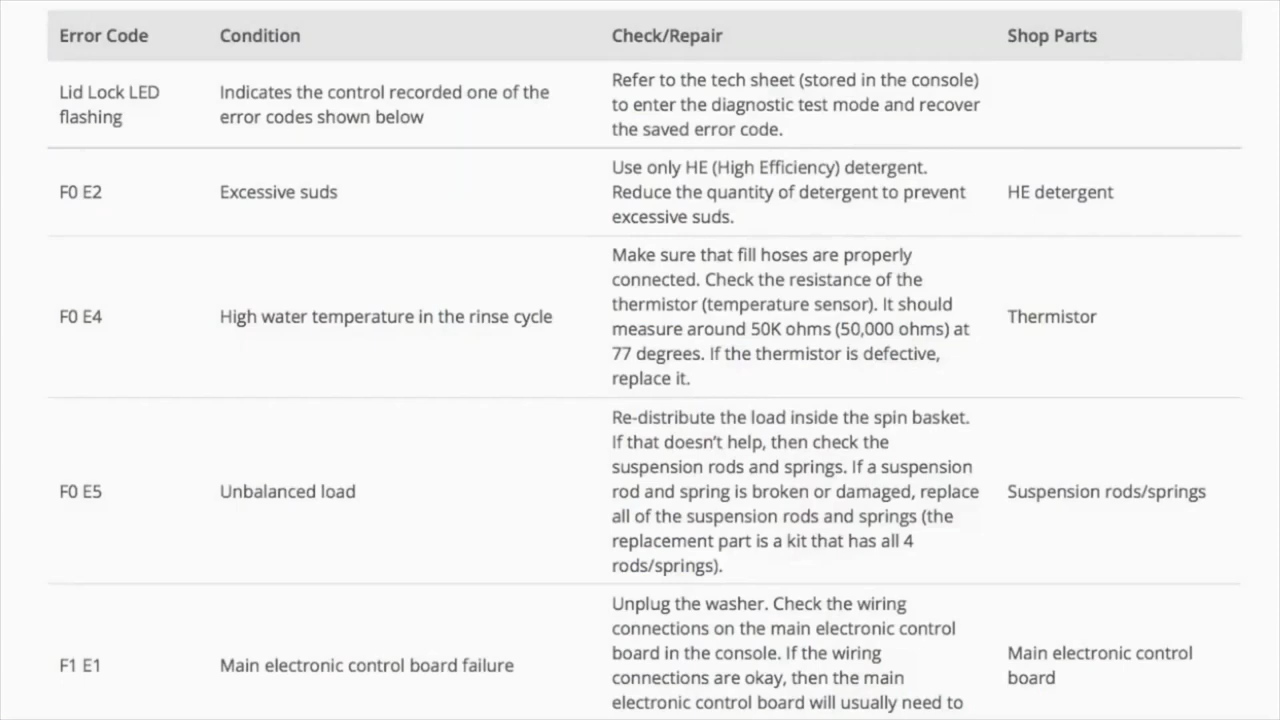 Error Code Condition Check/Repair Shop Parts
Lid Lock LED
flashing
Indicates the control recorded one of the
error codes shown below
Refer to the tech sheet (stored in the console)
to enter the diagnostic test mode and recover
the saved error code.
F0 E2
Excessive suds
Use only HE (High Efficiency) detergent.
Reduce the quantity of detergent to prevent
excessive suds.
HE detergent
F0 E4
High water temperature in the rinse cycle
Make sure that fill hoses are properly
connected. Check the resistance of the
thermistor (temperature sensor). It should
measure around 50K ohms (50,000 ohms) at
77 degrees. If the thermistor is defective,
replace it.
Thermistor
F0 E5
Unbalanced load
Re-distribute the load inside the spin basket.
If that doesn't help, then check the
suspension rods and springs. If a suspension
rod and spring is broken or damaged, replace
all of the suspension rods and springs (the
replacement part is a kit that has all 4
rods/springs).
Suspension rods/springs
F1 E1
Main electronic control board failure
Unplug the washer. Check the wiring
connections on the main electronic control
board in the console. If the wiring
connections are okay, then the main
electronic control board will usually need to
Main electronic control
board